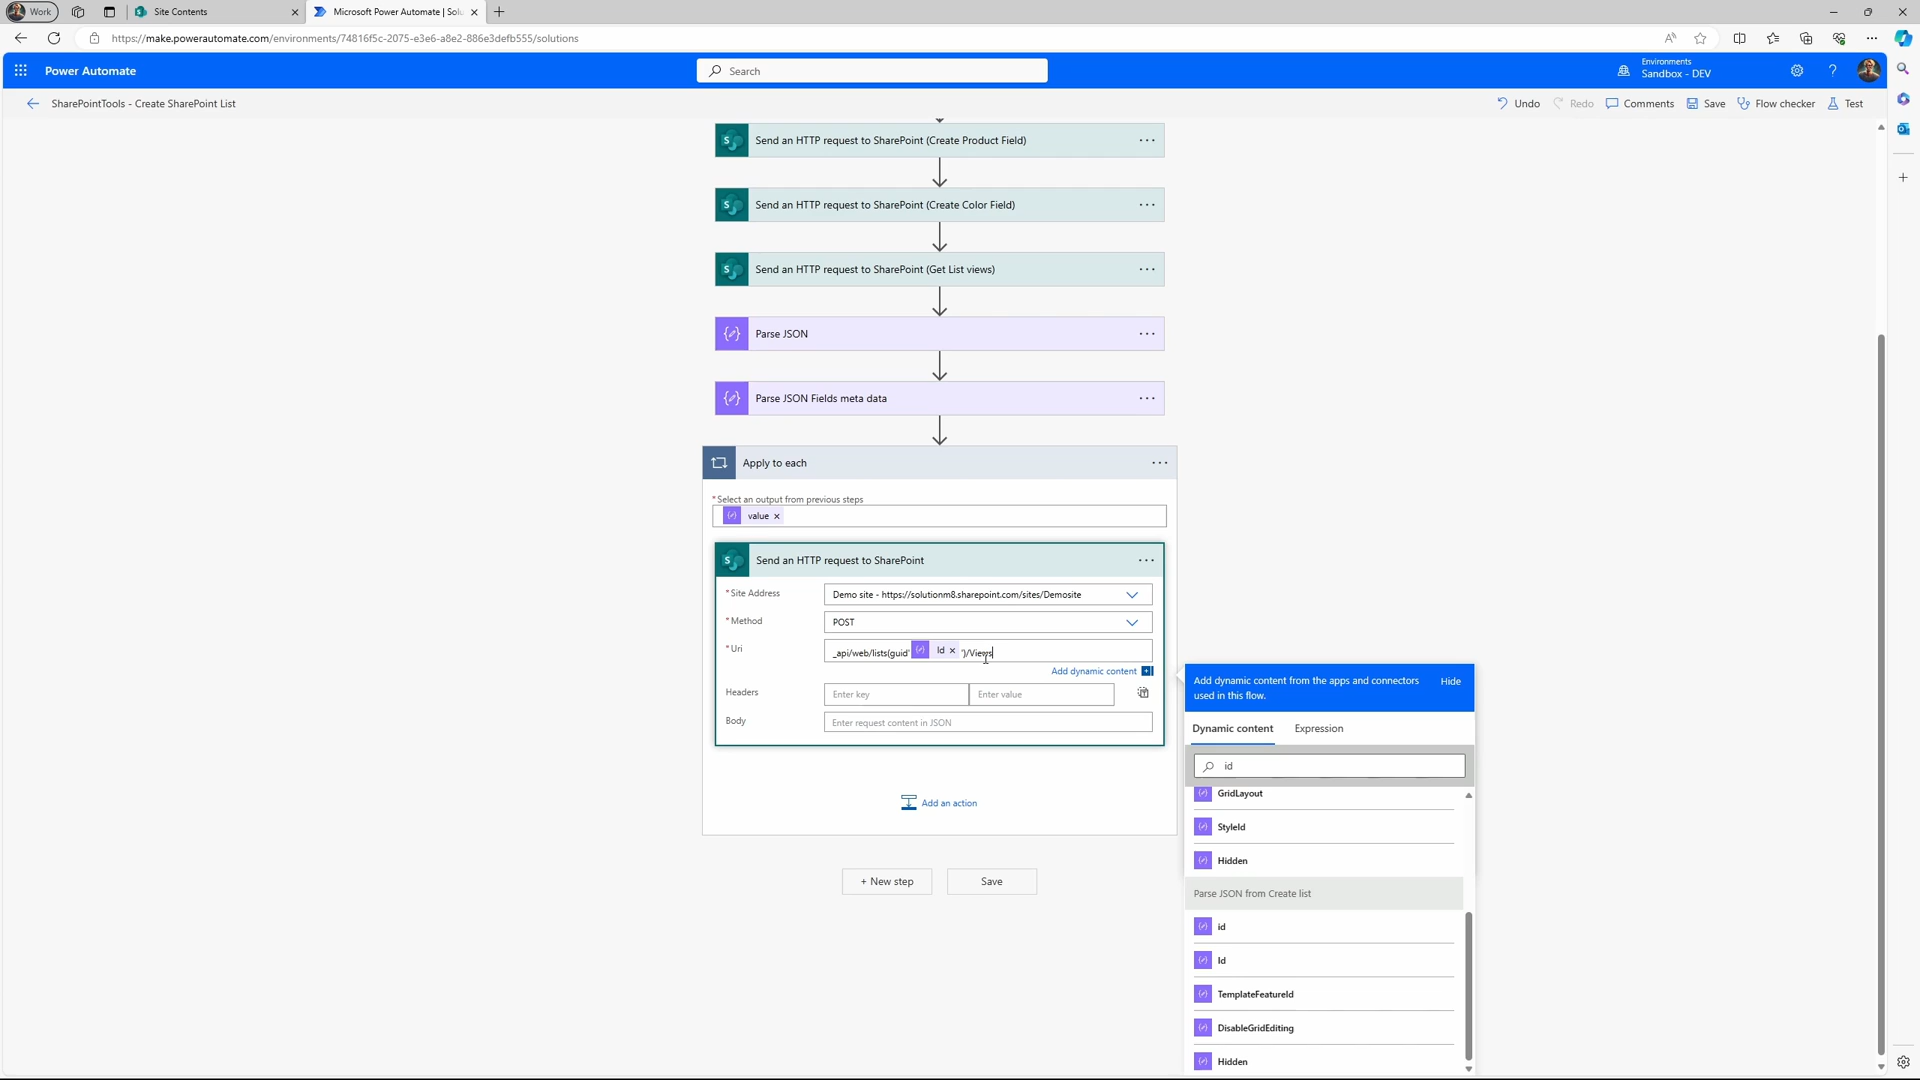 Work
Site Contents
Microsoft Power Automate | Solu
https://make.powerautomate.com/environments/74816f5c-2075-e3e6-a8e2-886e3defb555/solutions
Power Automate
Search
Environments
Sandbox - DEV
SharePointTools - Create SharePoint List
Undo
Redo
Comments
Save
Flow checker
Test
Send an HTTP request to SharePoint (Create Product Field)
Send an HTTP request to SharePoint (Create Color Field)
Send an HTTP request to SharePoint (Get List views)
Parse JSON
Parse JSON Fields meta data
Apply to each
*Select an output from previous steps
value
Send an HTTP request to SharePoint
*Site Address
Demo site - https://solutionm8.sharepoint.com/sites/Demosite
*Method
POST
*Uri
_api/web/lists(guid' Id ')/Views
Add dynamic content
Headers
Enter key
Enter value
Body
Enter request content in JSON
Add an action
+ New step
Save
Add dynamic content from the apps and connectors
used in this flow.
Hide
Dynamic content
Expression
id
GridLayout
StyleId
Hidden
Parse JSON from Create list
id
Id
TemplateFeatureId
DisableGridEditing
Hidden